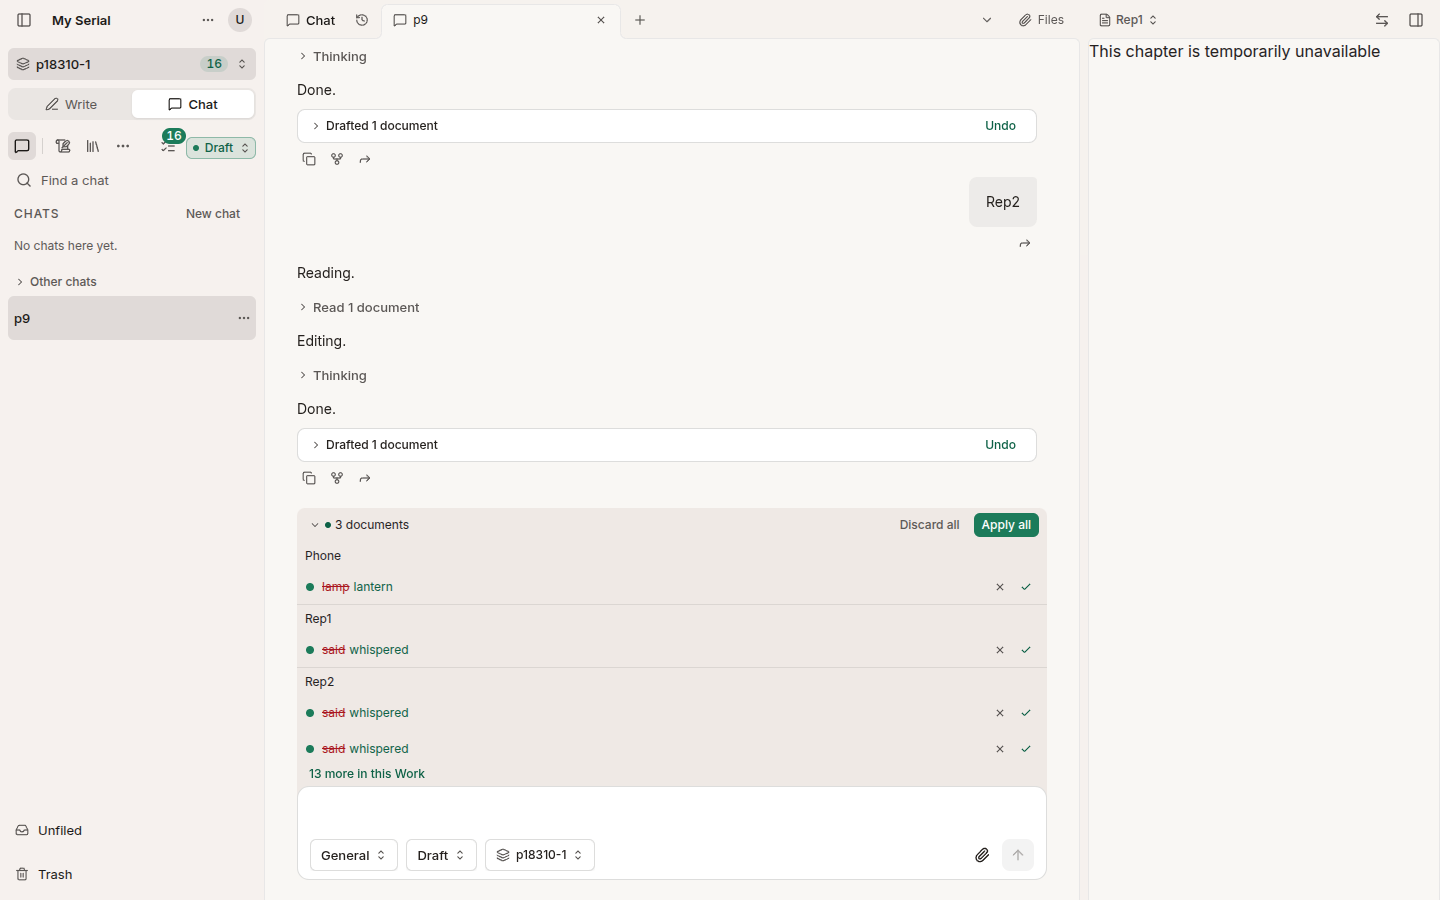 My Serial
U
p18310-1
16
Write
Chat
16
Draft
Find a chat
CHATS
New chat
No chats here yet.
Other chats
p9
Unfiled
Trash
Chat
p9
Files
Thinking
Done.
Drafted 1 document
Undo
Rep2
Reading.
Read 1 document
Editing.
Thinking
Done.
Drafted 1 document
Undo
3 documents
Discard all
Apply all
Phone
lamp lantern
Rep1
said whispered
Rep2
said whispered
said whispered
13 more in this Work
General
Draft
p18310-1
Rep1
This chapter is temporarily unavailable